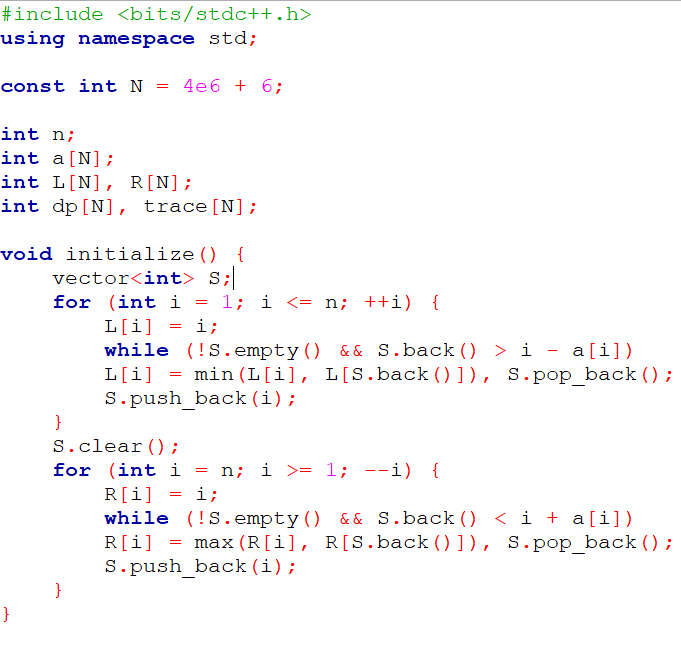 #include <bits/stdc++.h>
using namespace std;

const int N = 4e6 + 6;

int n;
int a[N];
int L[N], R[N];
int dp[N], trace[N];

void initialize() {
    vector<int> S;
    for (int i = 1; i <= n; ++i) {
        L[i] = i;
        while (!S.empty() && S.back() > i - a[i])
        L[i] = min(L[i], L[S.back()]), S.pop_back();
        S.push_back(i);
    }
    S.clear();
    for (int i = n; i >= 1; --i) {
        R[i] = i;
        while (!S.empty() && S.back() < i + a[i])
        R[i] = max(R[i], R[S.back()]), S.pop_back();
        S.push_back(i);
    }
}